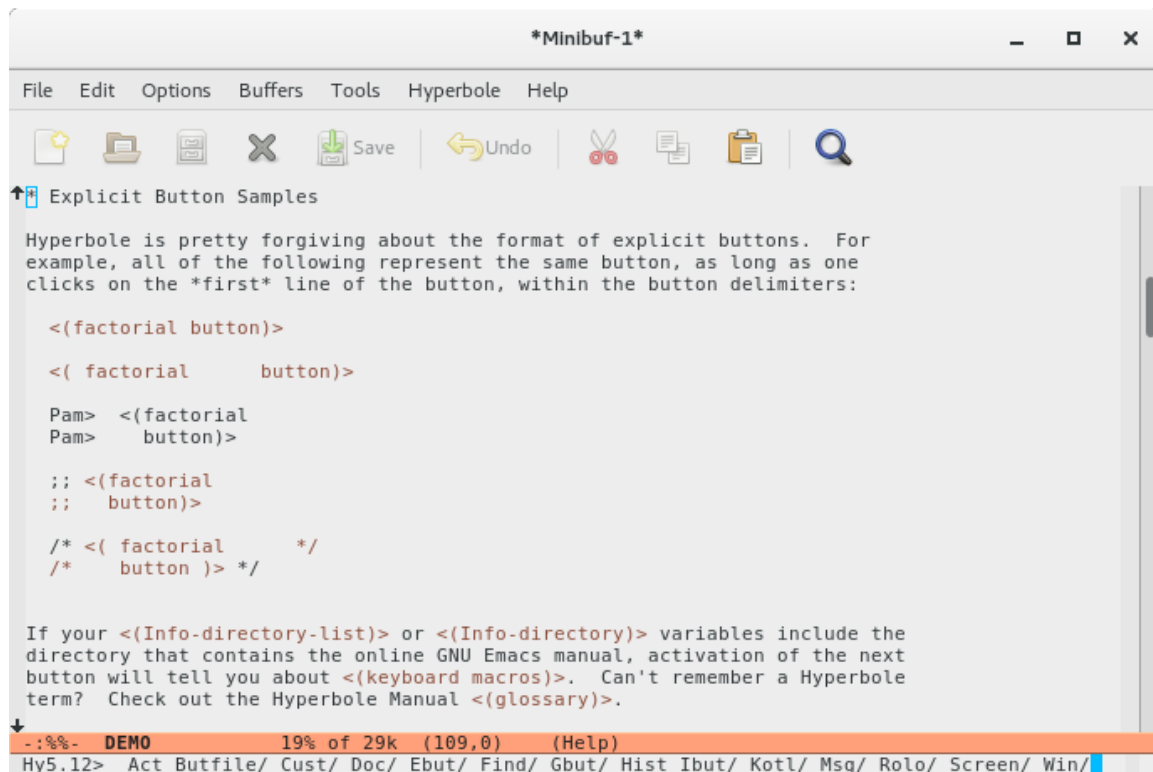 *Minibuf-1*
File Edit Options Buffers Tools Hyperbole Help
Save Undo
* Explicit Button Samples
Hyperbole is pretty forgiving about the format of explicit buttons.  For
example, all of the following represent the same button, as long as one
clicks on the *first* line of the button, within the button delimiters:
<(factorial button)>
<( factorial      button)>
Pam>  <(factorial
Pam>    button)>
;; <(factorial
;;   button)>
/* <( factorial      */
/*    button )> */
If your <(Info-directory-list)> or <(Info-directory)> variables include the
directory that contains the online GNU Emacs manual, activation of the next
button will tell you about <(keyboard macros)>.  Can't remember a Hyperbole
term?  Check out the Hyperbole Manual <(glossary)>.
-:%%-  DEMO           19% of 29k  (109,0)    (Help)
Hy5.12>  Act Butfile/ Cust/ Doc/ Ebut/ Find/ Gbut/ Hist Ibut/ Kotl/ Msg/ Rolo/ Screen/ Win/